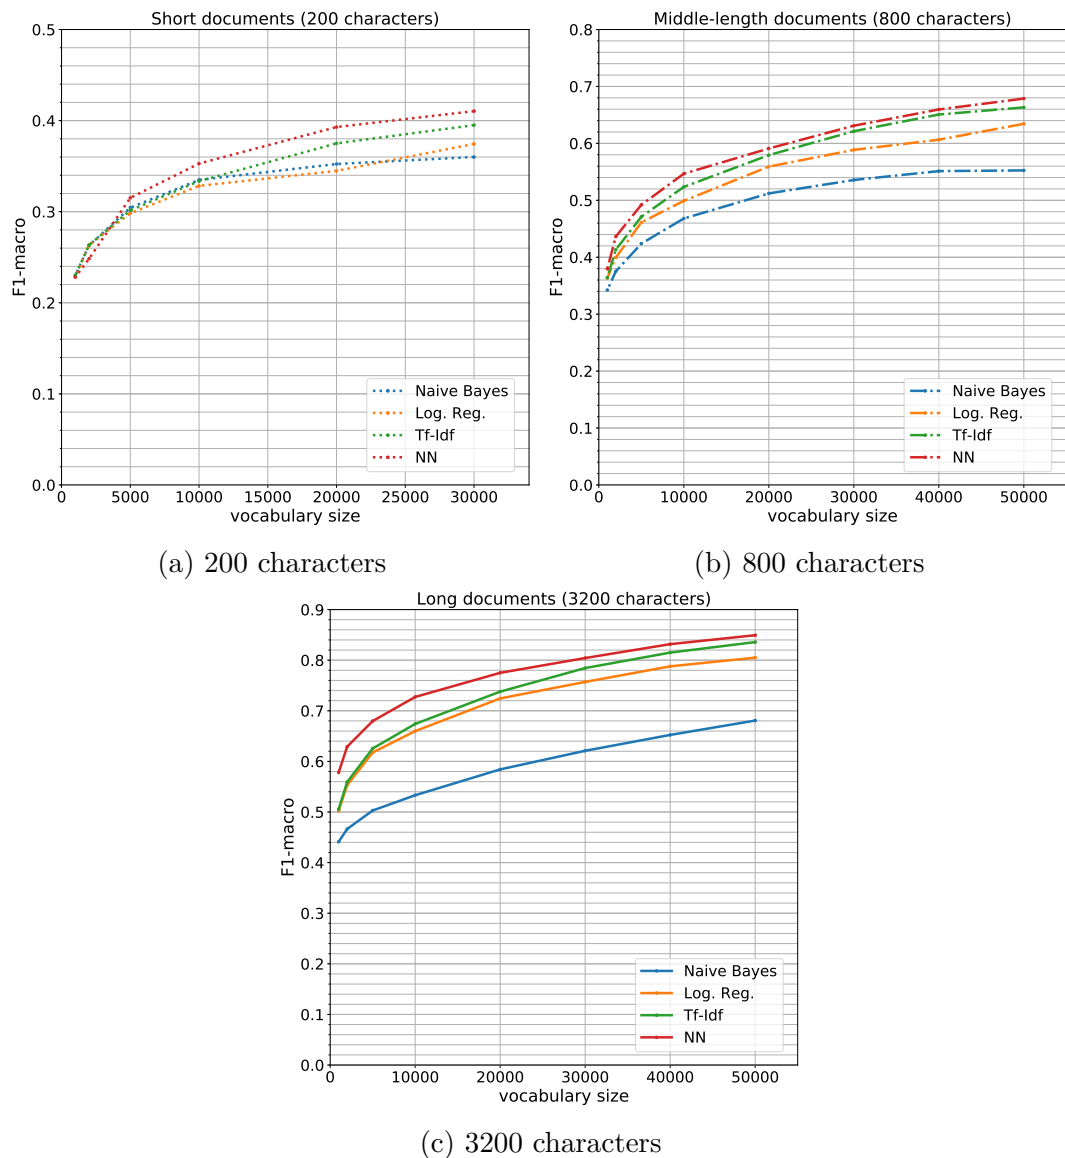 Short documents (200 characters)
F1-macro
0.5
0.4
0.3
0.2
0.1
0.0
Naive Bayes
Log. Reg.
Tf-Idf
NN
0 5000 10000 15000 20000 25000 30000
vocabulary size
(a) 200 characters
Middle-length documents (800 characters)
F1-macro
0.8
0.7
0.6
0.5
0.4
0.3
0.2
0.1
0.0
Naive Bayes
Log. Reg.
Tf-Idf
NN
0 10000 20000 30000 40000 50000
vocabulary size
(b) 800 characters
Long documents (3200 characters)
F1-macro
0.9
0.8
0.7
0.6
0.5
0.4
0.3
0.2
0.1
0.0
Naive Bayes
Log. Reg.
Tf-Idf
NN
0 10000 20000 30000 40000 50000
vocabulary size
(c) 3200 characters